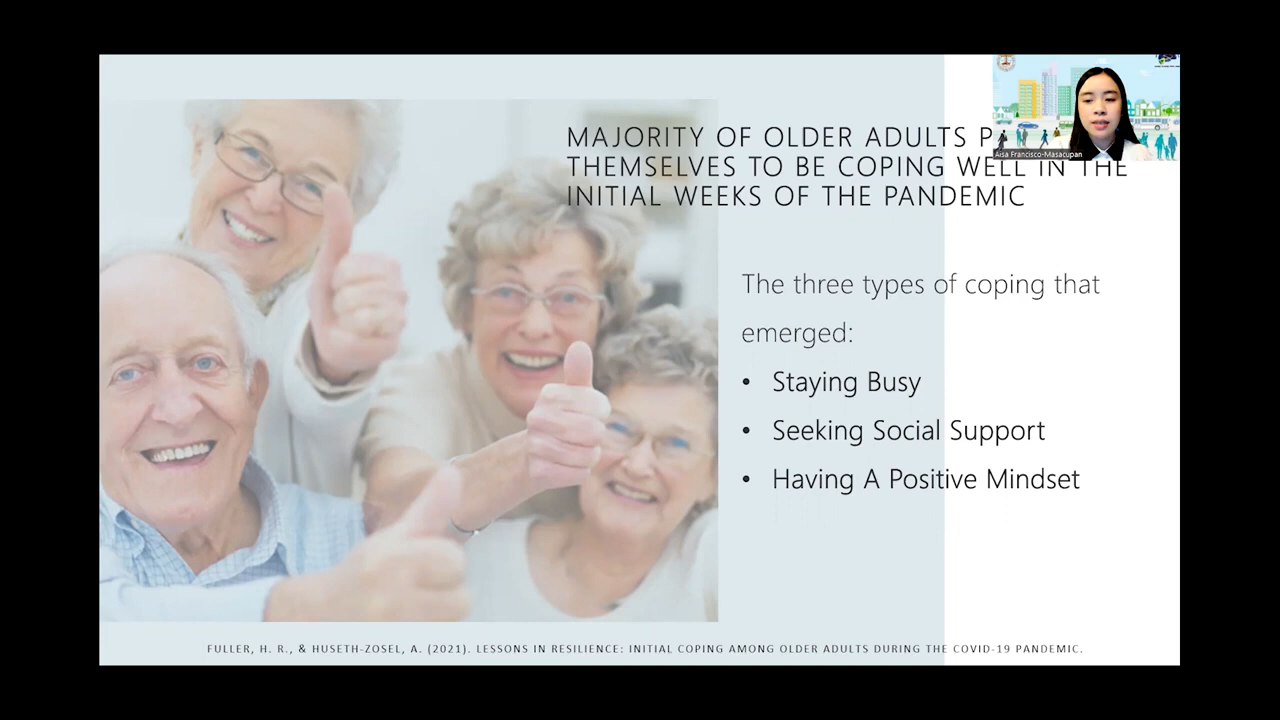 MAJORITY OF OLDER ADULTS
THEMSELVES TO BE COPING WELL IN THE
INITIAL WEEKS OF THE PANDEMIC
Aisa Francisco-Masacupan
The three types of coping that
emerged:
• Staying Busy
• Seeking Social Support
• Having A Positive Mindset
FULLER, H. R., & HUSETH-ZOSEL, A. (2021). LESSONS IN RESILIENCE: INITIAL COPING AMONG OLDER ADULTS DURING THE COVID-19 PANDEMIC.